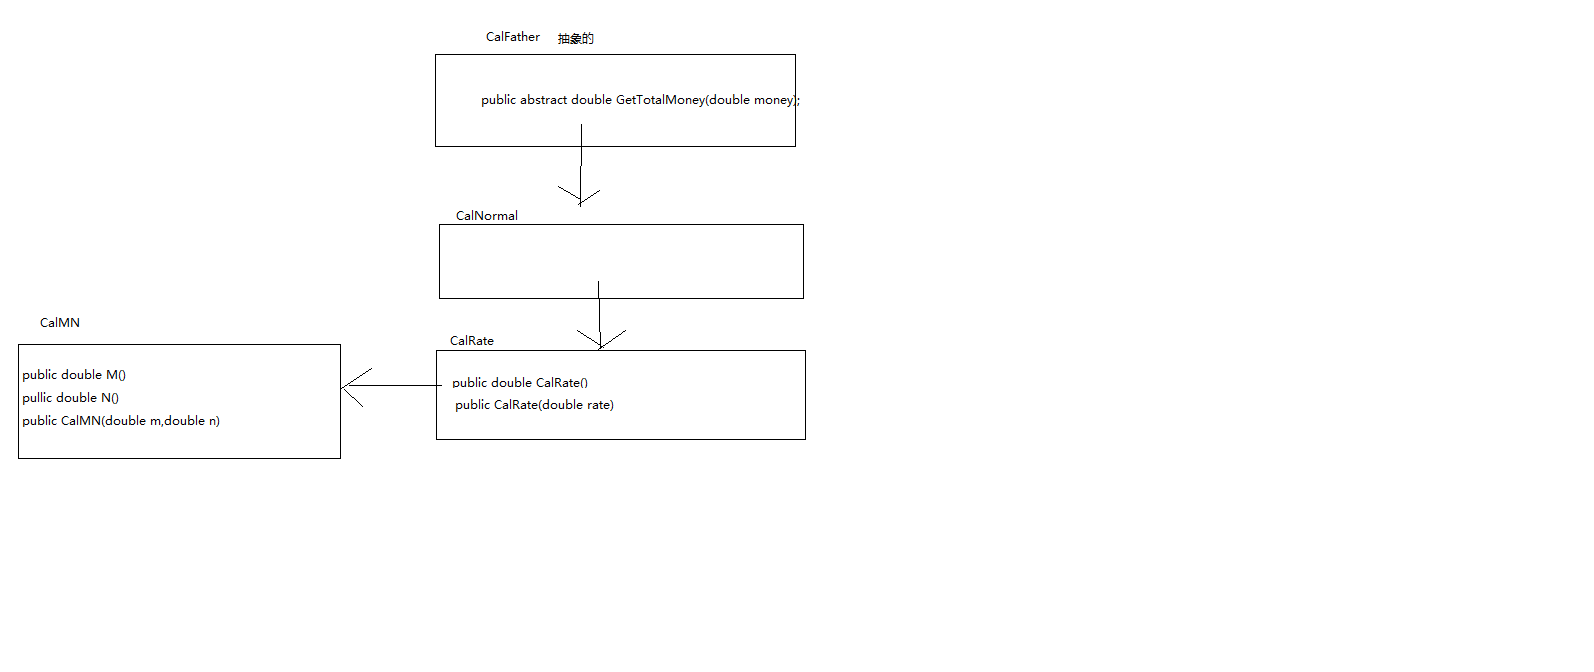 CalFather 抽象的
public abstract double GetTotalMoney(double money);
CalNormal
CalMN
public double M()
pullic double N()
public CalMN(double m,double n)
CalRate
public double CalRate()
public CalRate(double rate)